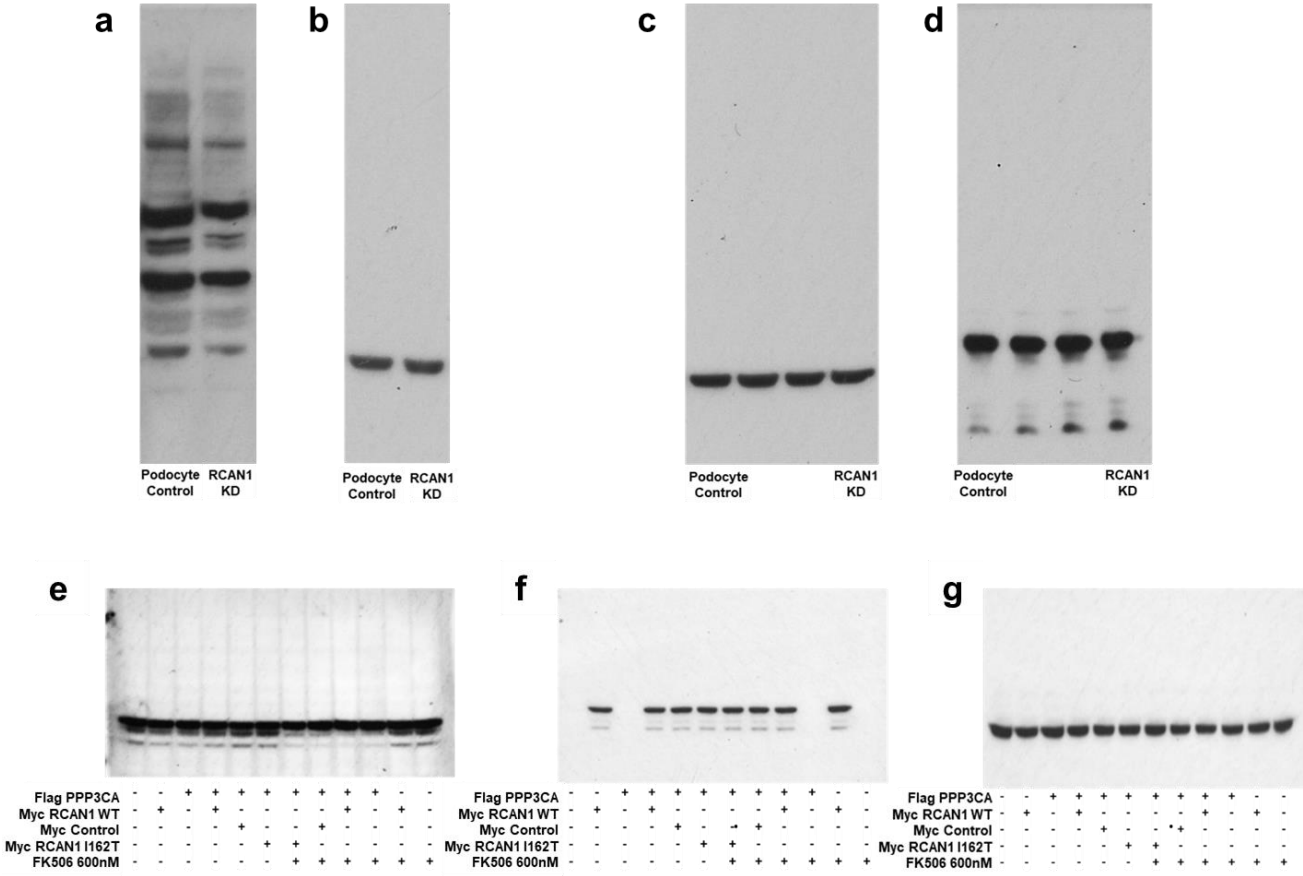 a
b
c
d
Podocyte Control
RCAN1 KD
Podocyte Control
RCAN1 KD
Podocyte Control
RCAN1 KD
Podocyte Control
RCAN1 KD
e
Flag PPP3CA - - + + + + + + + + - -
Myc RCAN1 WT - + - + - - - - + - + -
Myc Control - - - - + - - + - - - -
Myc RCAN1 I162T - - - - - + + - - - - -
FK506 600nM - - - - - - + + + + + +
f
Flag PPP3CA - - + + + + + + + + - -
Myc RCAN1 WT - + - + - - - - + - + -
Myc Control - - - - + - - + - - - -
Myc RCAN1 I162T - - - - - + + - - - - -
FK506 600nM - - - - - - + + + + + +
g
Flag PPP3CA - - + + + + + + + + - -
Myc RCAN1 WT - + - + - - - - + - + -
Myc Control - - - - + - - + - - - -
Myc RCAN1 I162T - - - - - + + - - - - -
FK506 600nM - - - - - - + + + + + +